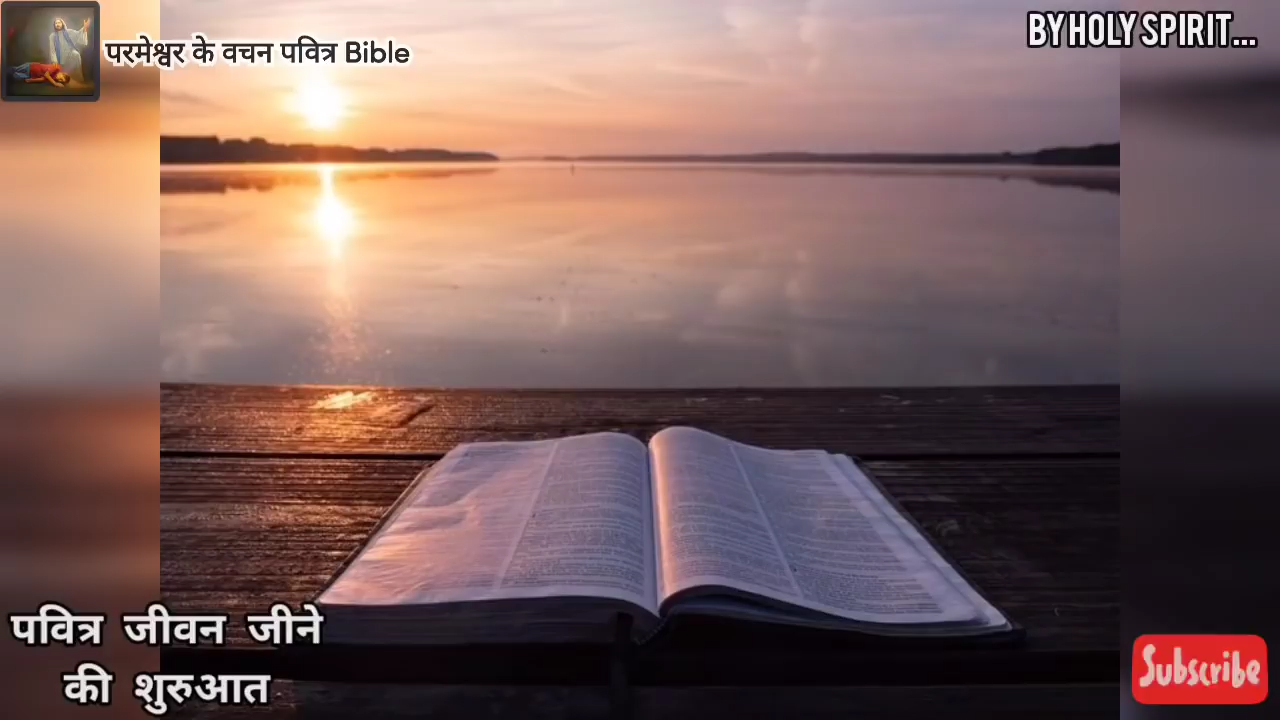 परमेश्वर के वचन पवित्र Bible
BY HOLY SPIRIT...
पवित्र जीवन जीने
की शुरुआत
Subscribe